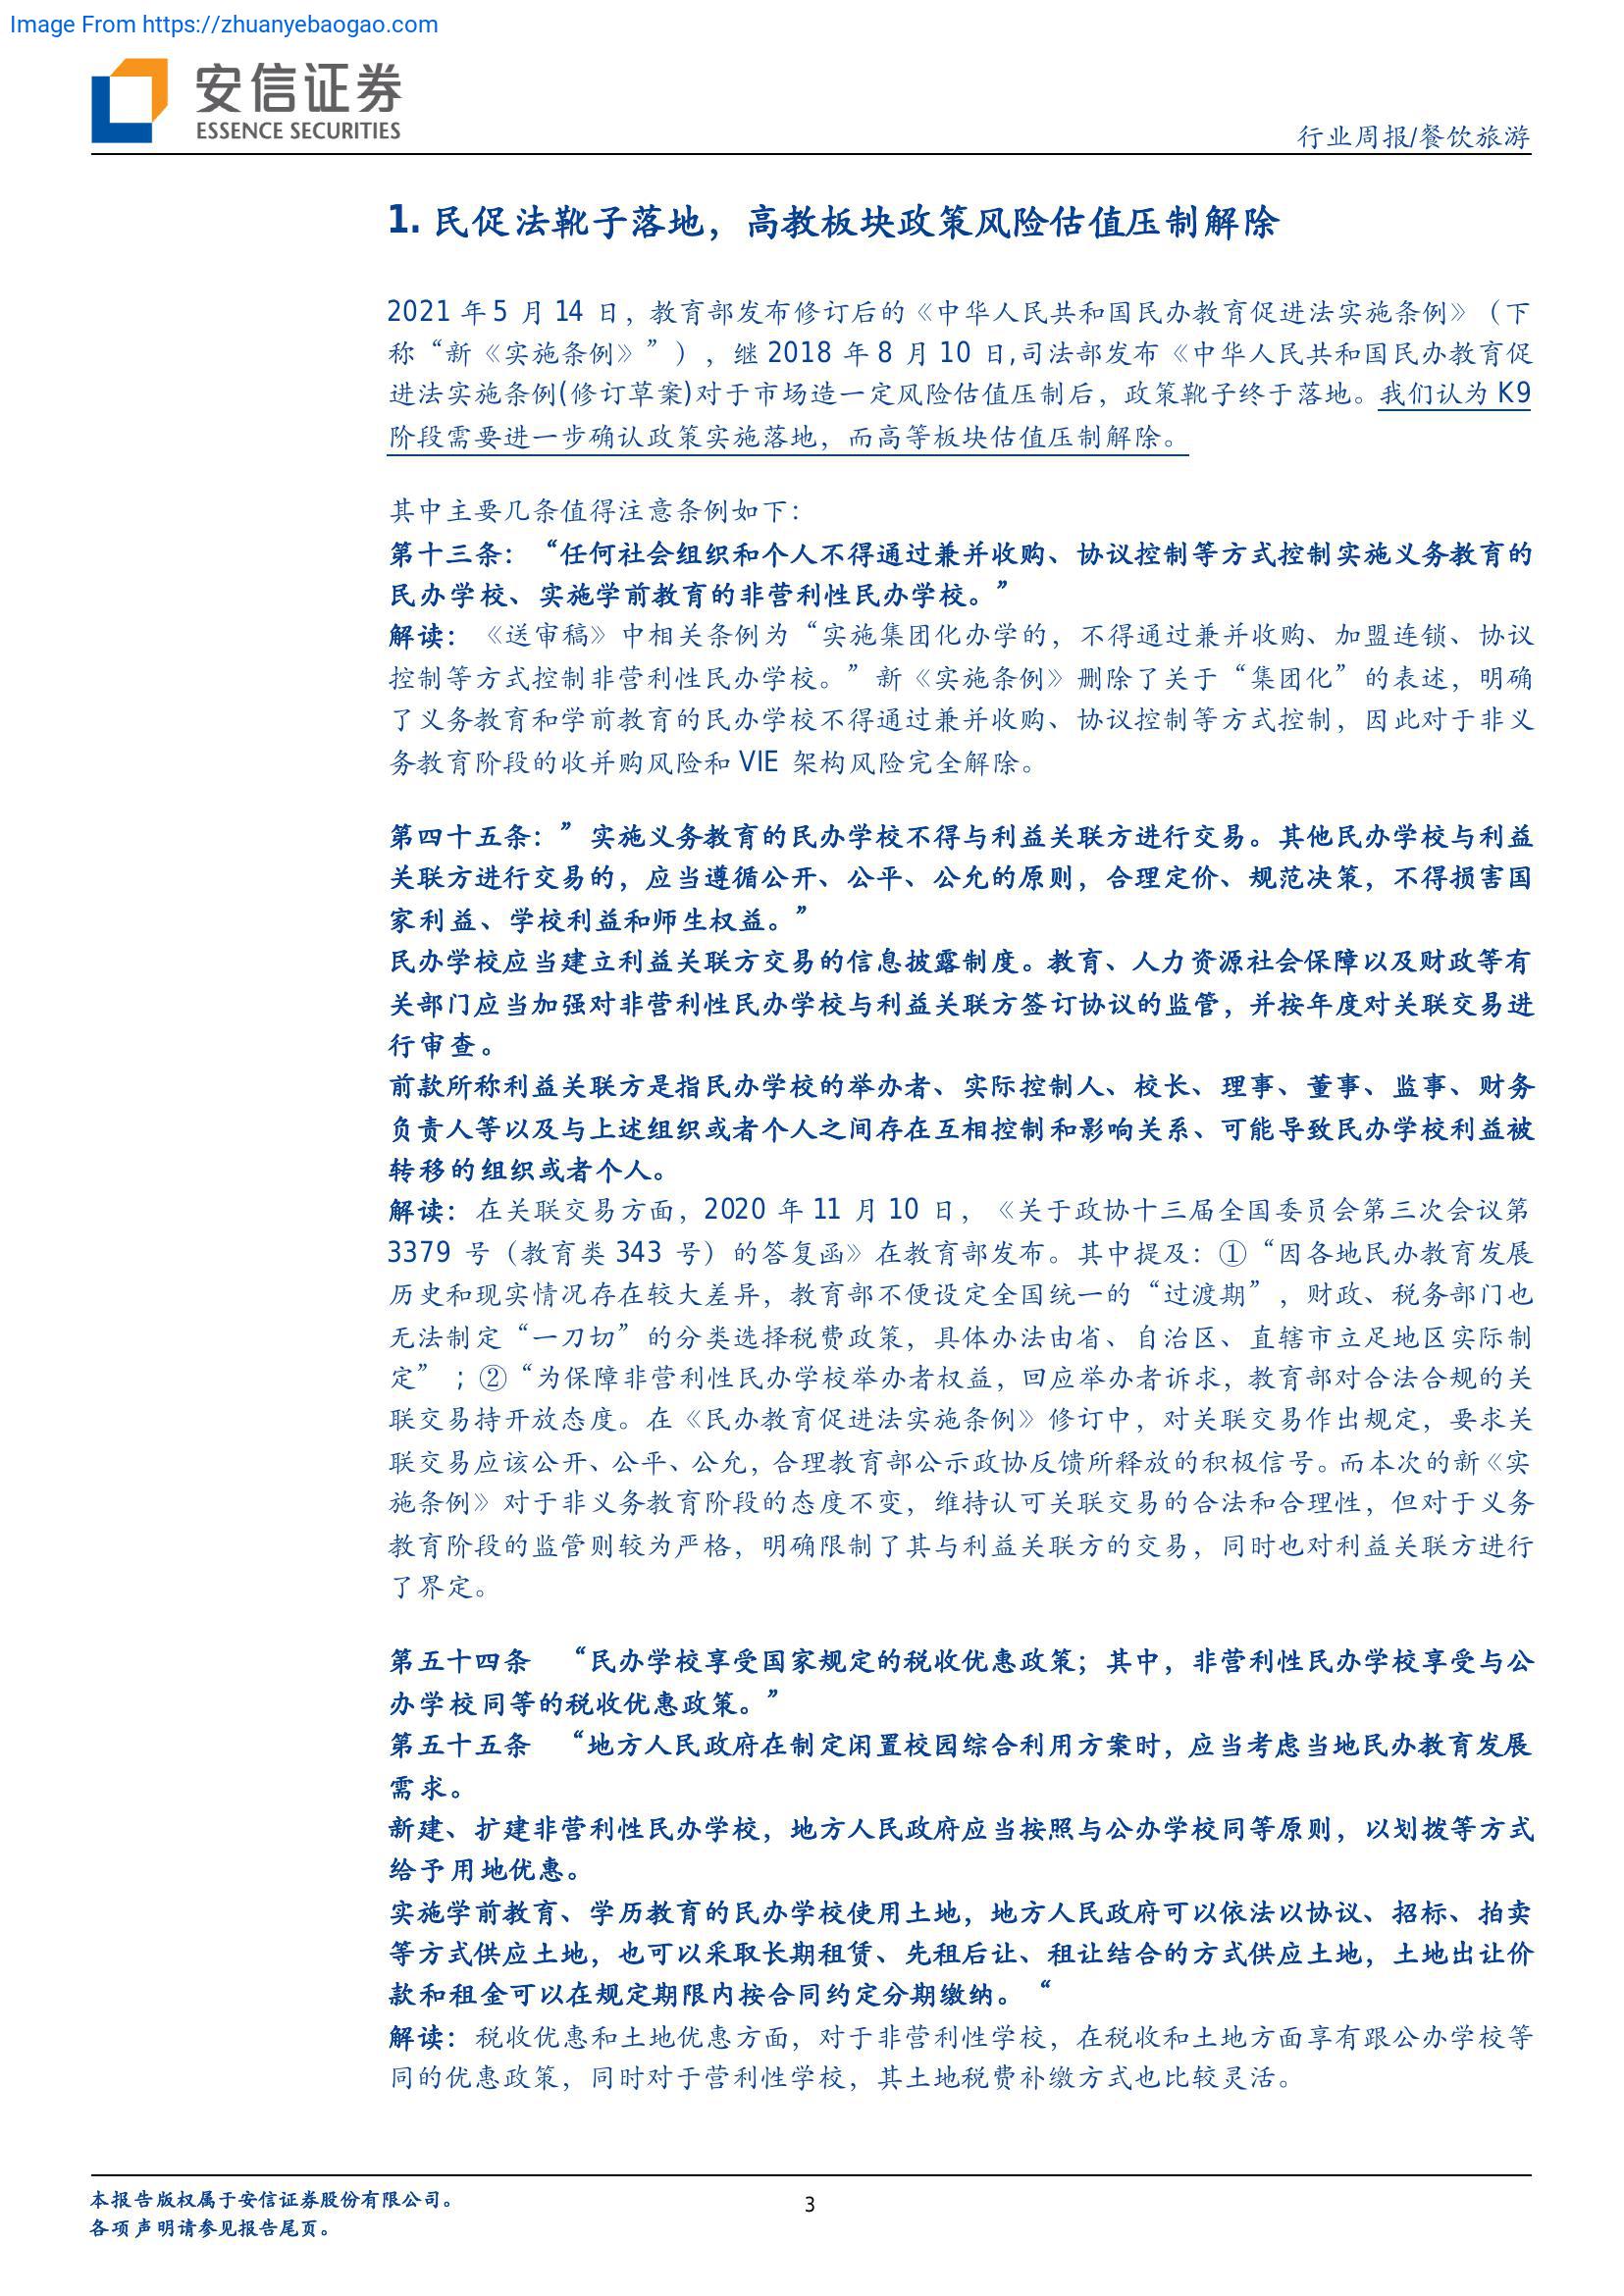 Image From https://zhuanyebaogao.com
安信证券
ESSENCE SECURITIES
行业周报/餐饮旅游
1. 民促法靴子落地，高教板块政策风险估值压制解除
2021 年 5 月 14 日，教育部发布修订后的《中华人民共和国民办教育促进法实施条例》（下
称“新《实施条例》”），继 2018 年 8 月 10 日,司法部发布《中华人民共和国民办教育促
进法实施条例(修订草案)对于市场造一定风险估值压制后，政策靴子终于落地。我们认为 K9
阶段需要进一步确认政策实施落地，而高等板块估值压制解除。
其中主要几条值得注意条例如下：
第十三条：“任何社会组织和个人不得通过兼并收购、协议控制等方式控制实施义务教育的
民办学校、实施学前教育的非营利性民办学校。”
解读：《送审稿》中相关条例为“实施集团化办学的，不得通过兼并收购、加盟连锁、协议
控制等方式控制非营利性民办学校。”新《实施条例》删除了关于“集团化”的表述，明确
了义务教育和学前教育的民办学校不得通过兼并收购、协议控制等方式控制，因此对于非义
务教育阶段的收并购风险和 VIE 架构风险完全解除。
第四十五条：”实施义务教育的民办学校不得与利益关联方进行交易。其他民办学校与利益
关联方进行交易的，应当遵循公开、公平、公允的原则，合理定价、规范决策，不得损害国
家利益、学校利益和师生权益。”
民办学校应当建立利益关联方交易的信息披露制度。教育、人力资源社会保障以及财政等有
关部门应当加强对非营利性民办学校与利益关联方签订协议的监管，并按年度对关联交易进
行审查。
前款所称利益关联方是指民办学校的举办者、实际控制人、校长、理事、董事、监事、财务
负责人等以及与上述组织或者个人之间存在互相控制和影响关系、可能导致民办学校利益被
转移的组织或者个人。
解读：在关联交易方面，2020 年 11 月 10 日，《关于政协十三届全国委员会第三次会议第
3379 号（教育类 343 号）的答复函》在教育部发布。其中提及：①“因各地民办教育发展
历史和现实情况存在较大差异，教育部不便设定全国统一的“过渡期”，财政、税务部门也
无法制定“一刀切”的分类选择税费政策，具体办法由省、自治区、直辖市立足地区实际制
定”；②“为保障非营利性民办学校举办者权益，回应举办者诉求，教育部对合法合规的关
联交易持开放态度。在《民办教育促进法实施条例》修订中，对关联交易作出规定，要求关
联交易应该公开、公平、公允，合理教育部公示政协反馈所释放的积极信号。而本次的新《实
施条例》对于非义务教育阶段的态度不变，维持认可关联交易的合法和合理性，但对于义务
教育阶段的监管则较为严格，明确限制了其与利益关联方的交易，同时也对利益关联方进行
了界定。
第五十四条 “民办学校享受国家规定的税收优惠政策；其中，非营利性民办学校享受与公
办学校同等的税收优惠政策。”
第五十五条 “地方人民政府在制定闲置校园综合利用方案时，应当考虑当地民办教育发展
需求。
新建、扩建非营利性民办学校，地方人民政府应当按照与公办学校同等原则，以划拨等方式
给予用地优惠。
实施学前教育、学历教育的民办学校使用土地，地方人民政府可以依法以协议、招标、拍卖
等方式供应土地，也可以采取长期租赁、先租后让、租让结合的方式供应土地，土地出让价
款和租金可以在规定期限内按合同约定分期缴纳。“
解读：税收优惠和土地优惠方面，对于非营利性学校，在税收和土地方面享有跟公办学校等
同的优惠政策，同时对于营利性学校，其土地税费补缴方式也比较灵活。
本报告版权属于安信证券股份有限公司。
3
各项声明请参见报告尾页。